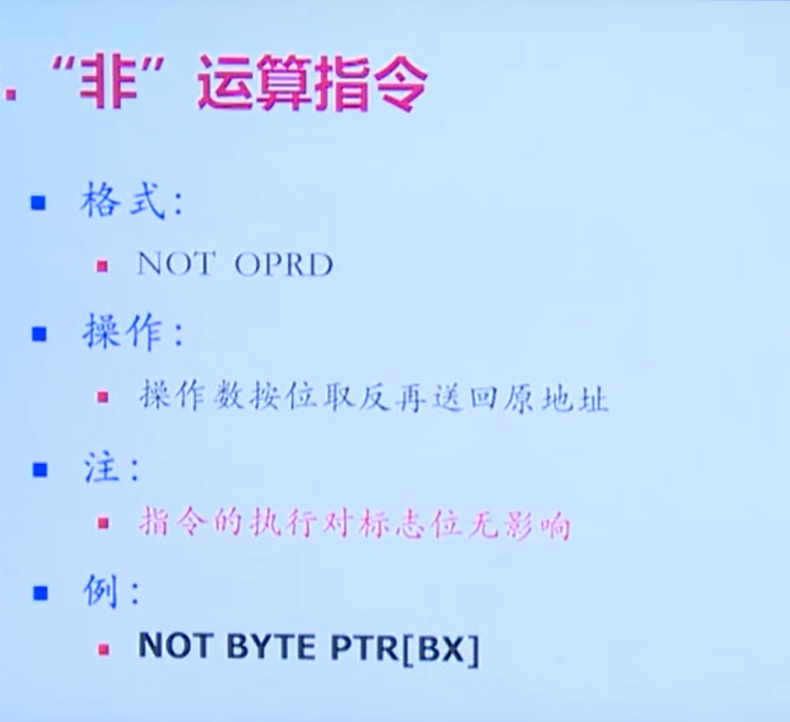 . “非”运算指令
格式：
NOT OPRD
操作：
操作数按位取反再送回原地址
注：
指令的执行对标志位无影响
例：
NOT BYTE PTR[BX]